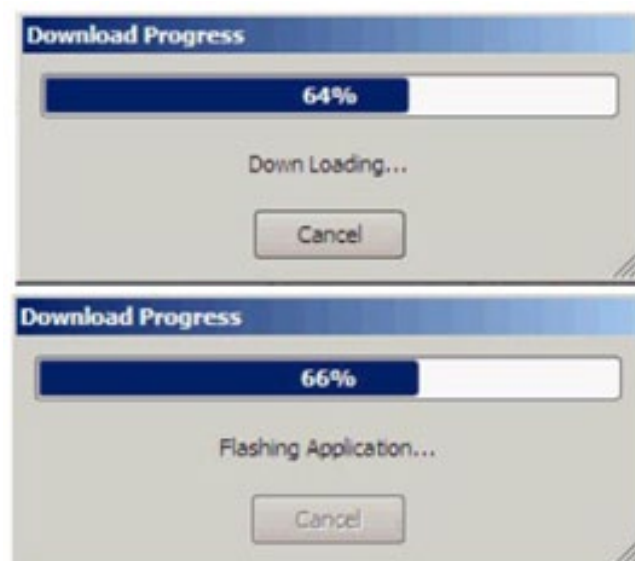 Download Progress
64%
Down Loading...
Cancel
Download Progress
66%
Flashing Application...
Cancel